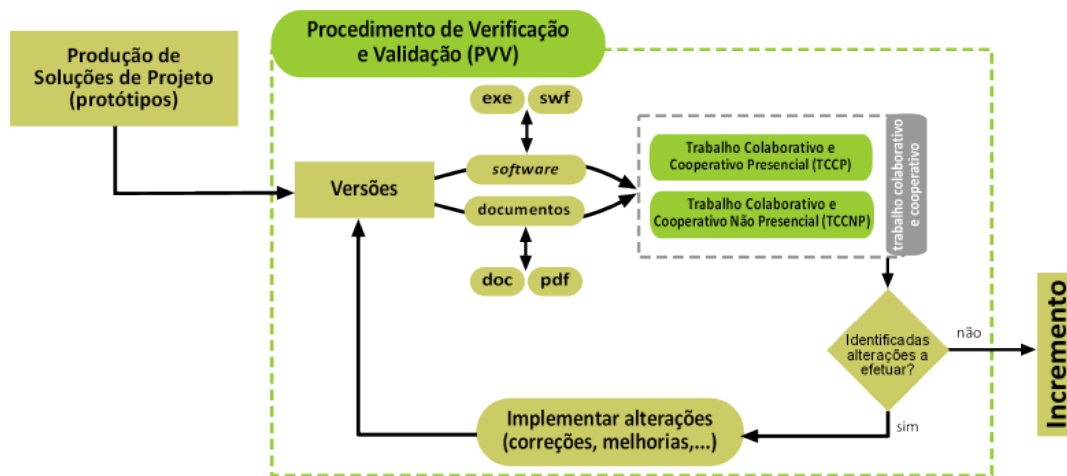 Produção de
Soluções de Projeto
(protótipos)
Procedimento de Verificação
e Validação (PVV)
exe
swf
software
Versões
documentos
doc
pdf
Trabalho Colaborativo e
Cooperativo Presencial (TCCP)
Trabalho Colaborativo e
Cooperativo Não Presencial (TCCNP)
trabalho colaborativo
e cooperativo
Identificadas
alterações a
efetuar?
não
Incremento
sim
Implementar alterações
(correções, melhorias,...)